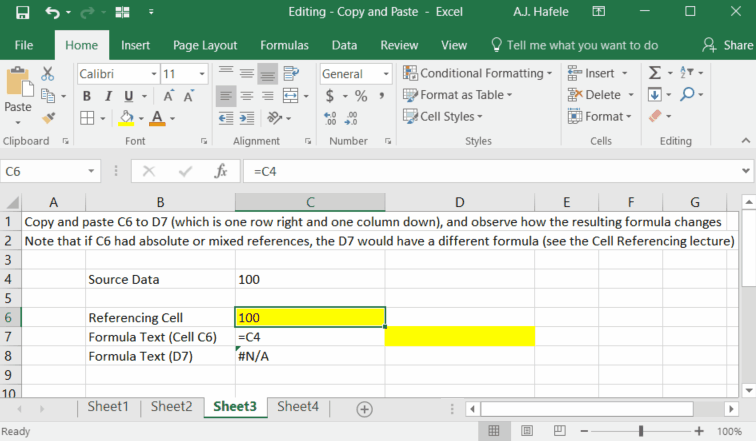 Editing - Copy and Paste - Excel
A.J. Hafele
File Home Insert Page Layout Formulas Data Review View Tell me what you want to do Share
Calibri 11 General Conditional Formatting Insert
Paste B I U A A $ % , Format as Table Delete
A .0 .00 .00 .0 Cell Styles Format
Clipboard Font Alignment Number Styles Cells Editing
C6 fx =C4
A B C D E F G
1 Copy and paste C6 to D7 (which is one row right and one column down), and observe how the resulting formula changes
2 Note that if C6 had absolute or mixed references, the D7 would have a different formula (see the Cell Referencing lecture)
3
4 Source Data 100
5
6 Referencing Cell 100
7 Formula Text (Cell C6) =C4
8 Formula Text (D7) #N/A
9
10
Sheet1 Sheet2 Sheet3 Sheet4
Ready 100%